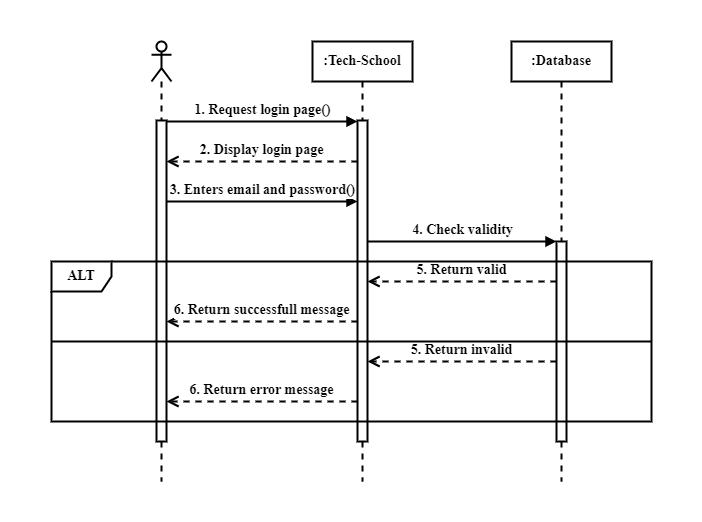 :Tech-School
:Database
1. Request login page()
2. Display login page
3. Enters email and password()
4. Check validity
ALT
5. Return valid
6. Return successfull message
5. Return invalid
6. Return error message